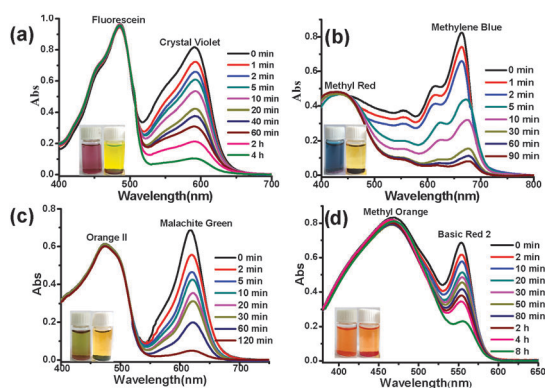 (a)
Fluorescein
Crystal Violet
0 min
1 min
2 min
5 min
10 min
20 min
40 min
60 min
2 h
4 h
Abs
1.0
0.8
0.6
0.4
0.2
0.0
400 500 600 700
Wavelength(nm)
(b)
Methylene Blue
Methyl Red
0 min
1 min
2 min
5 min
10 min
30 min
60 min
90 min
Abs
0.8
0.6
0.4
0.2
0.0
400 500 600 700 800
Wavelength(nm)
(c)
Malachite Green
Orange II
0 min
2 min
5 min
10 min
20 min
30 min
60 min
120 min
Abs
0.8
0.6
0.4
0.2
0.0
400 500 600 700 800
Wavelength(nm)
(d)
Methyl Orange
Basic Red 2
0 min
2 min
10 min
20 min
30 min
50 min
80 min
2 h
4 h
8 h
Abs
0.8
0.6
0.4
0.2
0.0
400 450 500 550 600 650
Wavelength(nm)